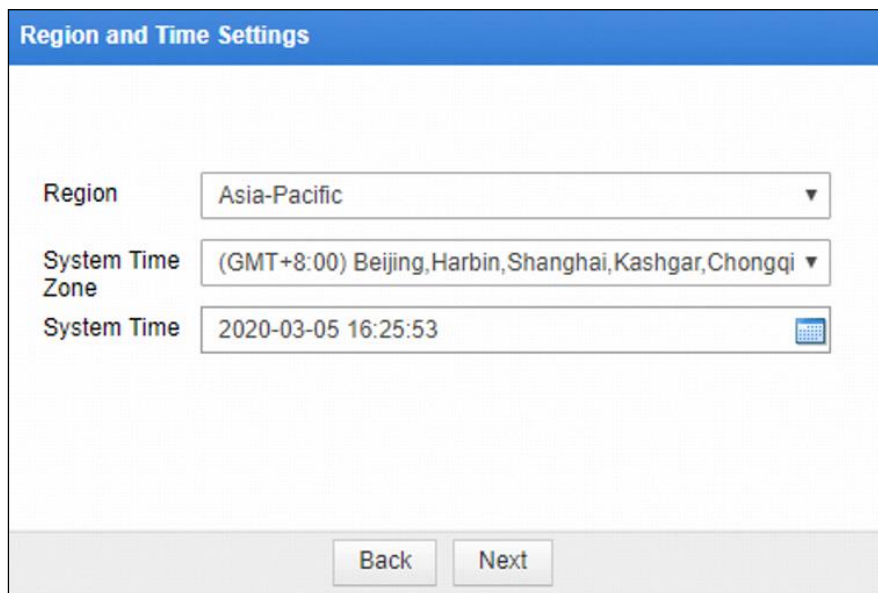 Region and Time Settings
Region
Asia-Pacific
System Time
Zone
(GMT+8:00) Beijing,Harbin,Shanghai,Kashgar,Chongqi
System Time
2020-03-05 16:25:53
Back
Next